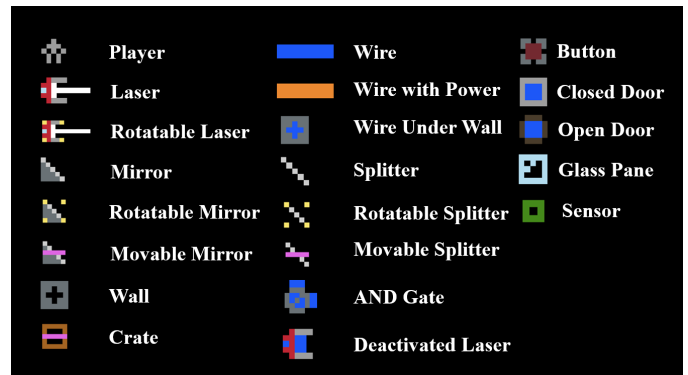 Player
Wire
Button
Laser
Wire with Power
Closed Door
Rotatable Laser
Wire Under Wall
Open Door
Mirror
Splitter
Glass Pane
Rotatable Mirror
Rotatable Splitter
Sensor
Movable Mirror
Movable Splitter
Wall
AND Gate
Crate
Deactivated Laser